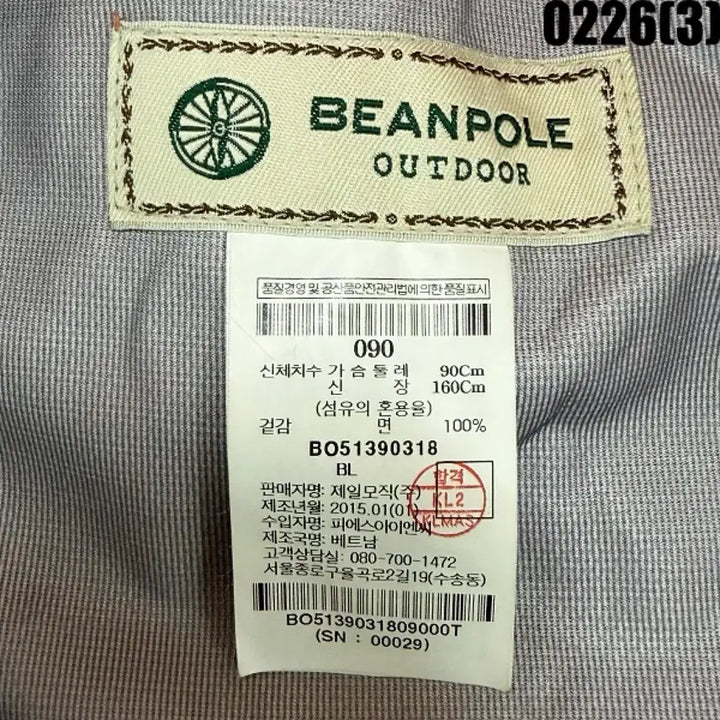 0226(3)
BEANPOLE
OUTDOOR
품질경영 및 공산품안전관리법에 의한 품질표시
090
신체치수 가 슴 둘 레 90Cm
신 장 160Cm
(섬유의 혼용율)
겉감 면 100%
BO51390318
BL
합격
KL2
KLMAS
판매자명: 제일모직(주)
제조년월: 2015.01(01)
수입자명: 피에스아이엔씨
제조국명: 베트남
고객상담실: 080-700-1472
서울종로구율곡로2길19(수송동)
BO5139031809000T
(SN : 00029)